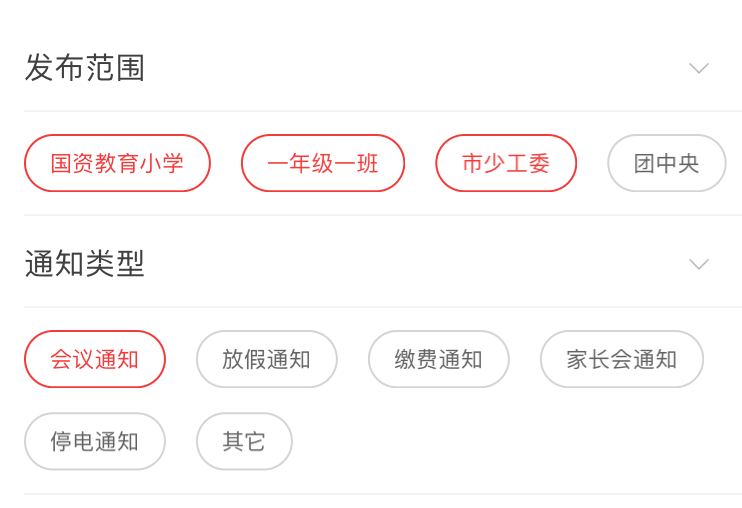 发布范围
国资教育小学 一年级一班 市少工委 团中央
通知类型
会议通知 放假通知 缴费通知 家长会通知
停电通知 其它